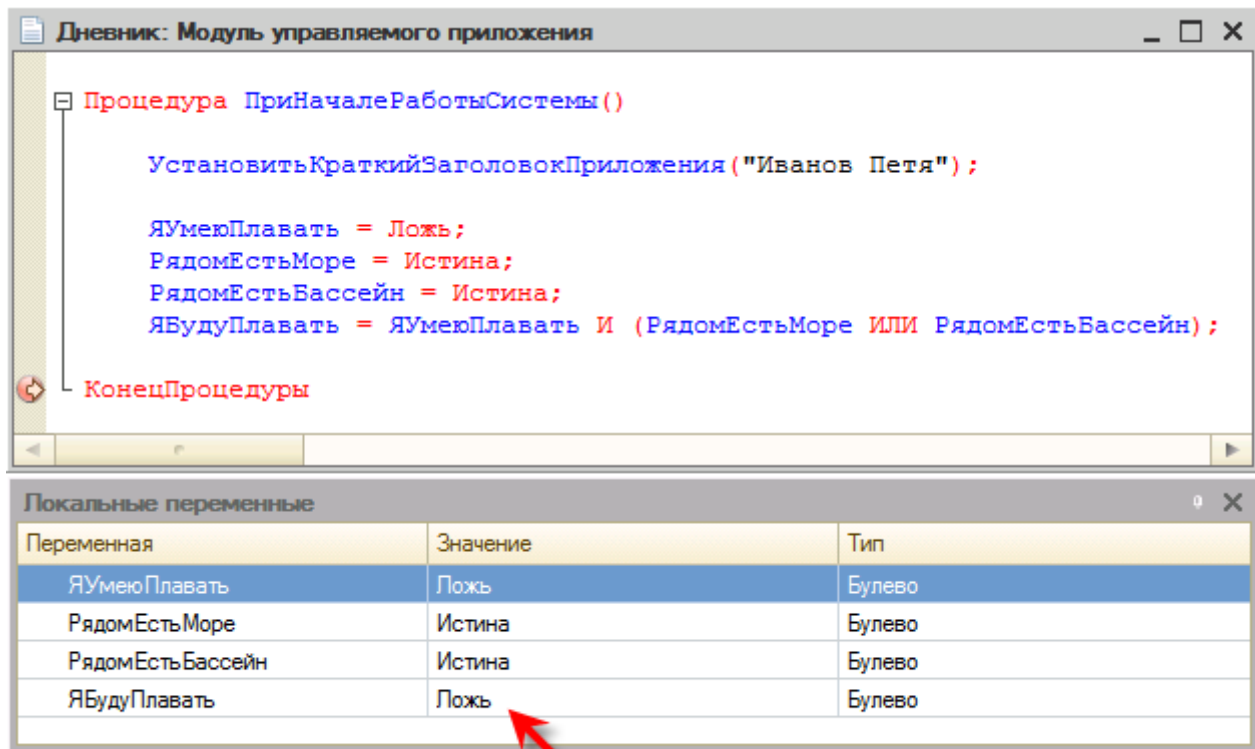 Дневник: Модуль управляемого приложения
Процедура ПриНачалеРаботыСистемы()
УстановитьКраткийЗаголовокПриложения("Иванов Петя");
ЯУмеюПлавать = Ложь;
РядомЕстьМоре = Истина;
РядомЕстьБассейн = Истина;
ЯБудуПлавать = ЯУмеюПлавать И (РядомЕстьМоре ИЛИ РядомЕстьБассейн);
КонецПроцедуры
Локальные переменные
Переменная Значение Тип
ЯУмеюПлавать Ложь Булево
РядомЕстьМоре Истина Булево
РядомЕстьБассейн Истина Булево
ЯБудуПлавать Ложь Булево